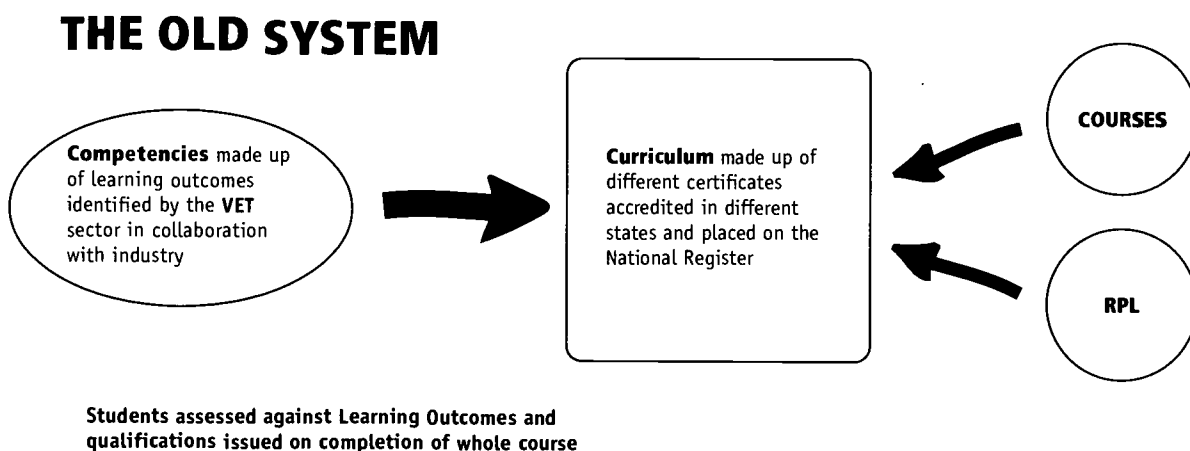 THE OLD SYSTEM
Competencies made up
of learning outcomes
identified by the VET
sector in collaboration
with industry
Curriculum made up of
different certificates
accredited in different
states and placed on the
National Register
COURSES
RPL
Students assessed against Learning Outcomes and
qualifications issued on completion of whole course